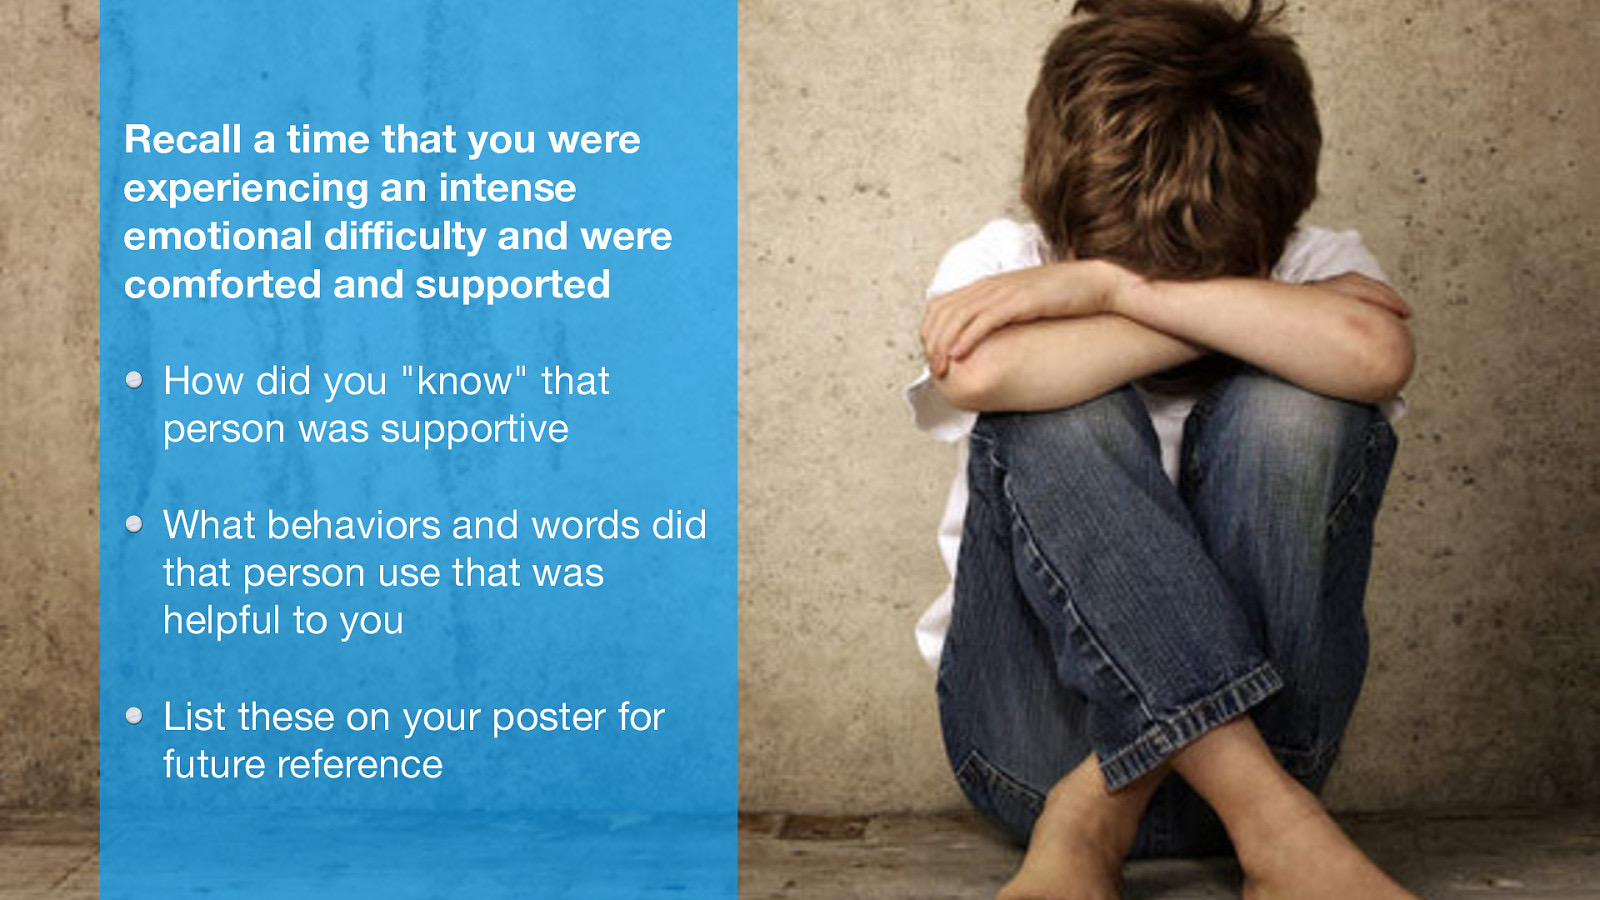 Recall a time that you were
experiencing an intense
emotional difficulty and were
comforted and supported
How did you "know" that
person was supportive
What behaviors and words did
that person use that was
helpful to you
List these on your poster for
future reference